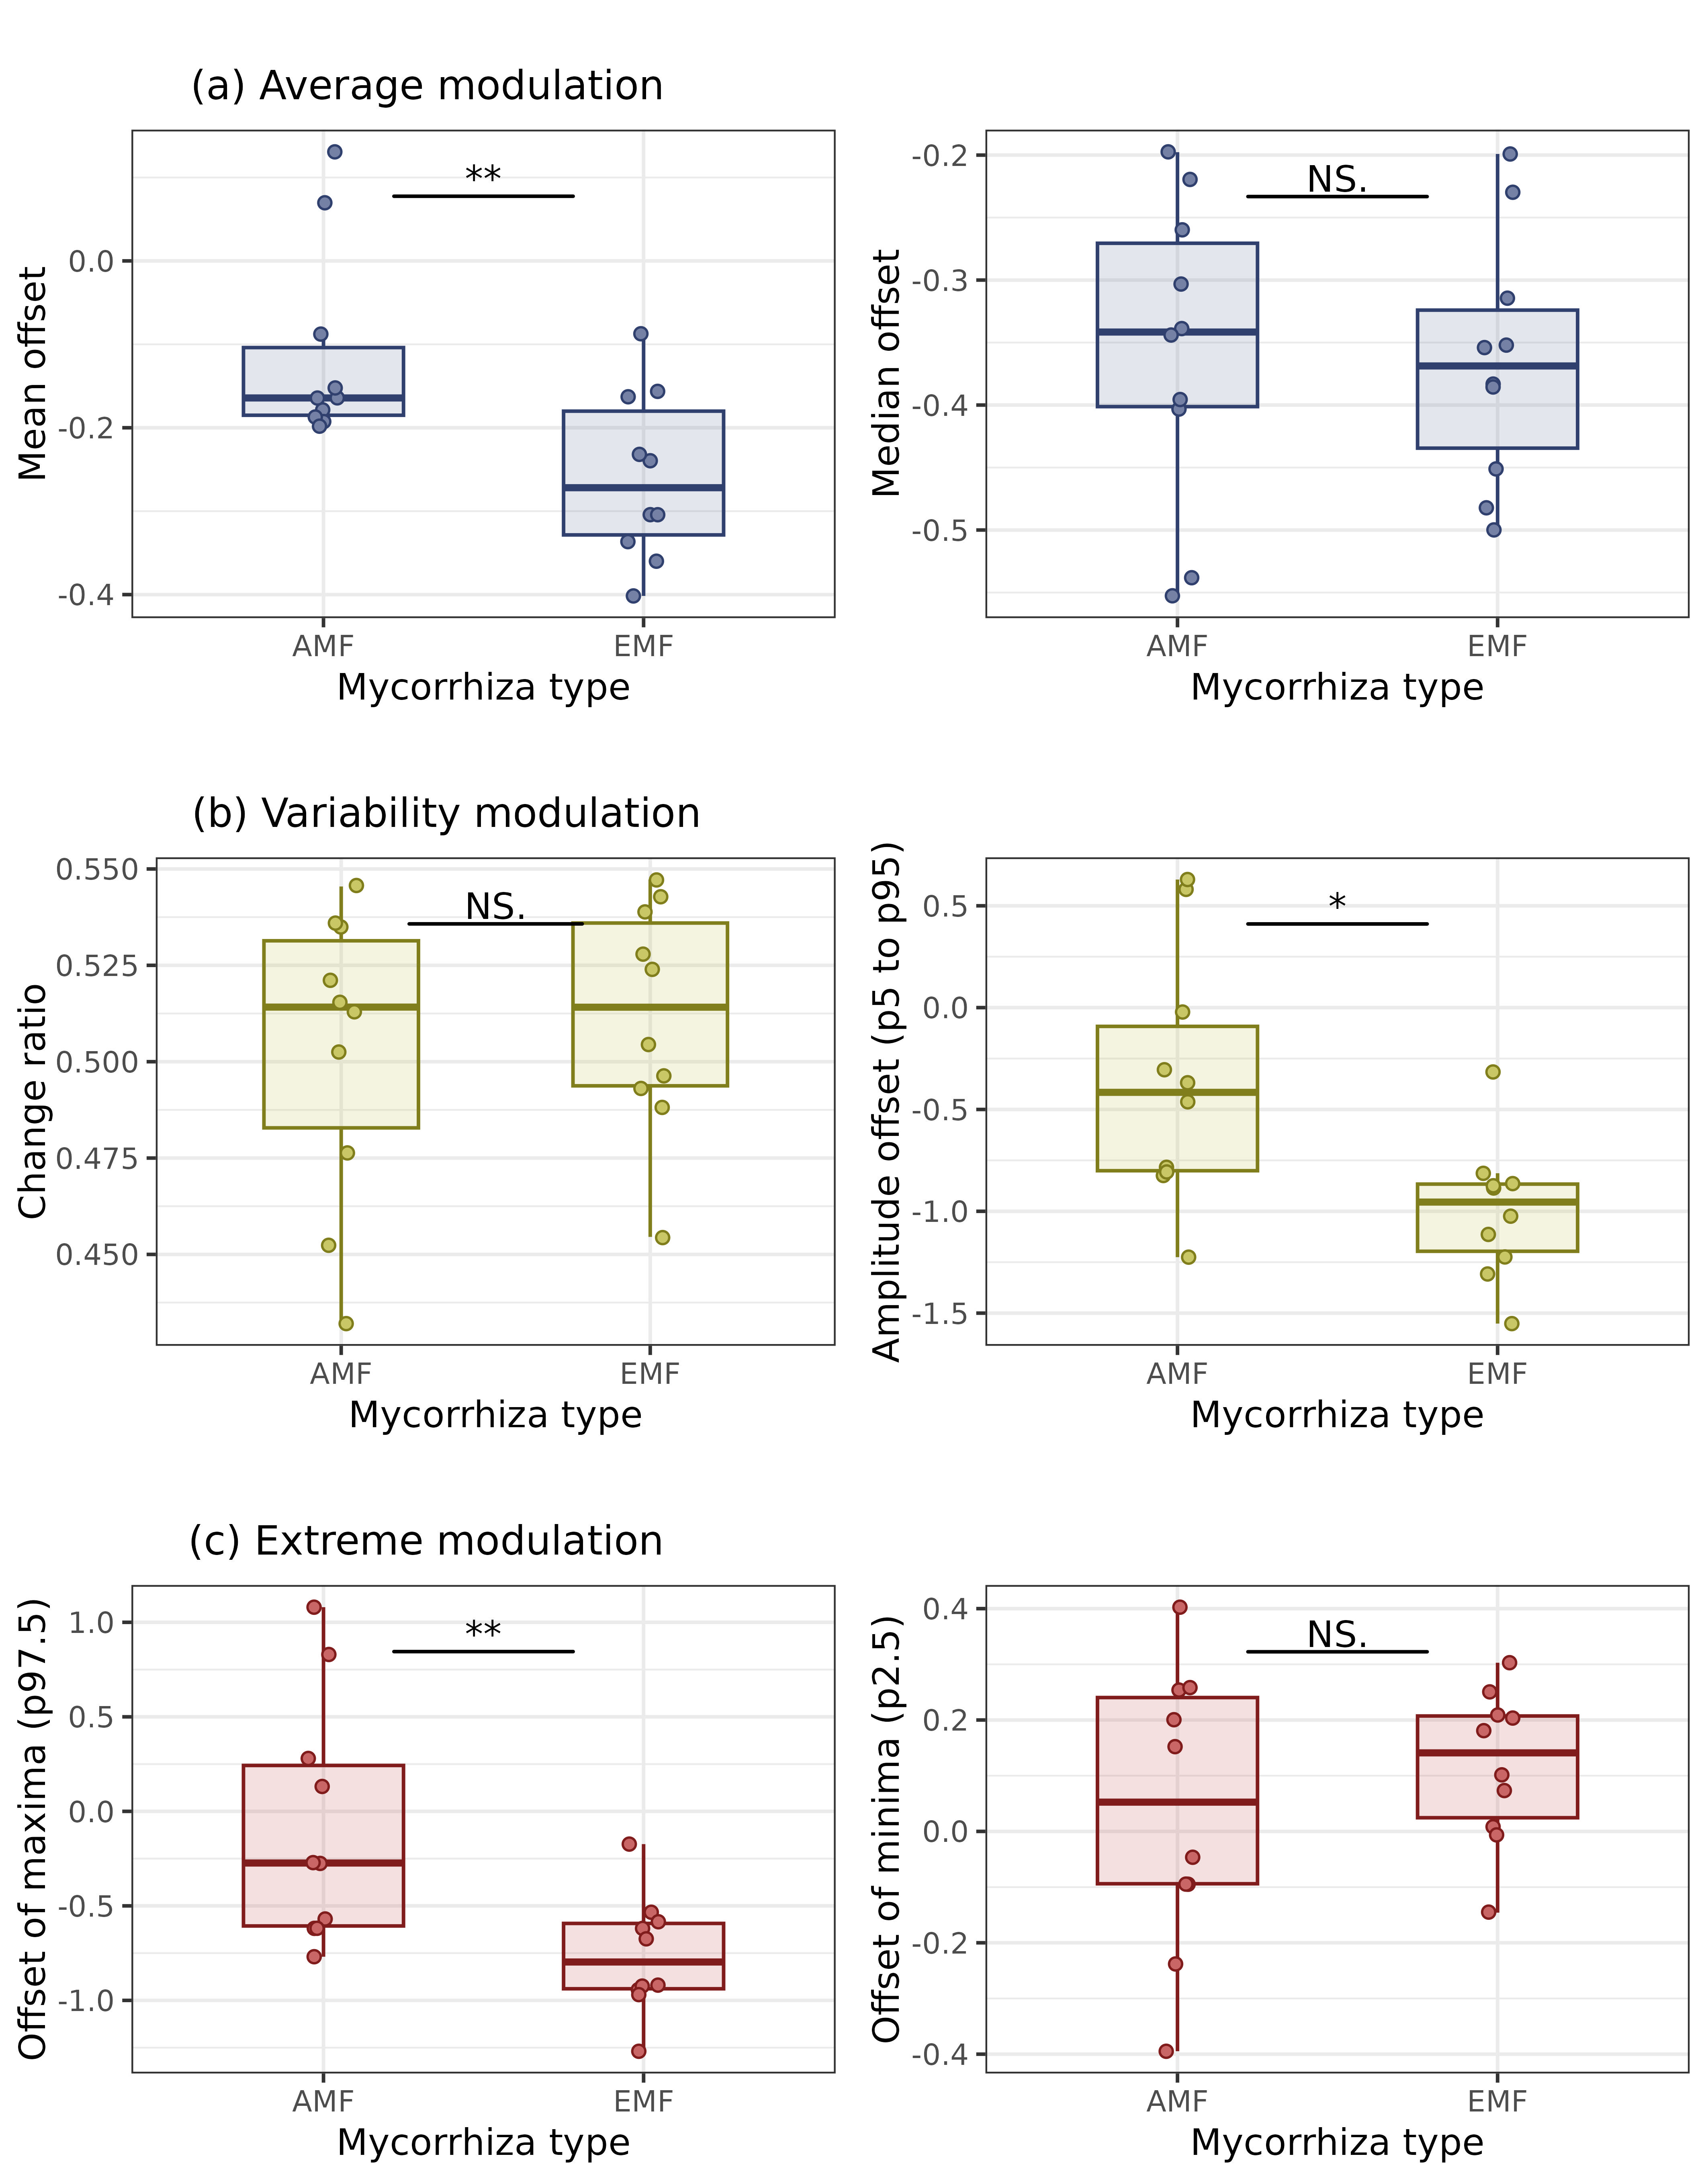 (a) Average modulation
Mean offset
0.0
-0.2
-0.4
**
AMF
EMF
Mycorrhiza type
Median offset
-0.2
-0.3
-0.4
-0.5
NS.
AMF
EMF
Mycorrhiza type
(b) Variability modulation
Change ratio
0.550
0.525
0.500
0.475
0.450
NS.
AMF
EMF
Mycorrhiza type
Amplitude offset (p5 to p95)
0.5
0.0
-0.5
-1.0
-1.5
*
AMF
EMF
Mycorrhiza type
(c) Extreme modulation
Offset of maxima (p97.5)
1.0
0.5
0.0
-0.5
-1.0
**
AMF
EMF
Mycorrhiza type
Offset of minima (p2.5)
0.4
0.2
0.0
-0.2
-0.4
NS.
AMF
EMF
Mycorrhiza type